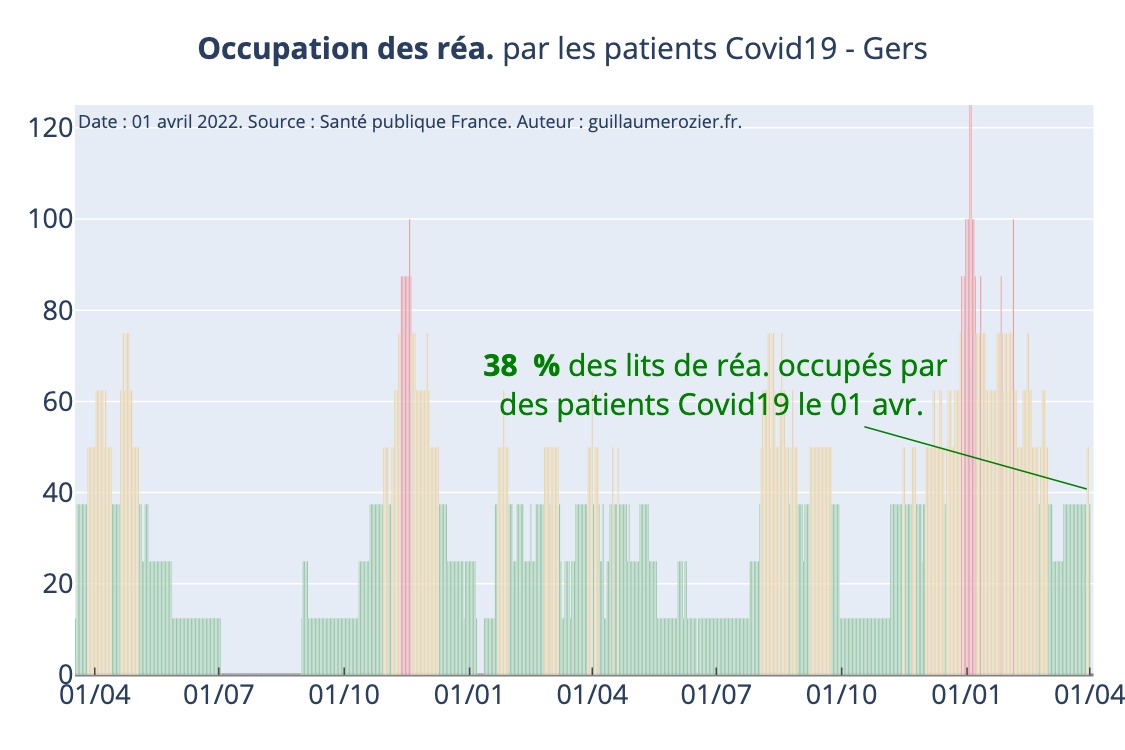 Occupation des réa. par les patients Covid19 - Gers
Date : 01 avril 2022. Source : Santé publique France. Auteur : guillaumerozier.fr.
120
100
80
60
40
20
0
38 % des lits de réa. occupés par
des patients Covid19 le 01 avr.
01/04 01/07 01/10 01/01 01/04 01/07 01/10 01/01 01/04